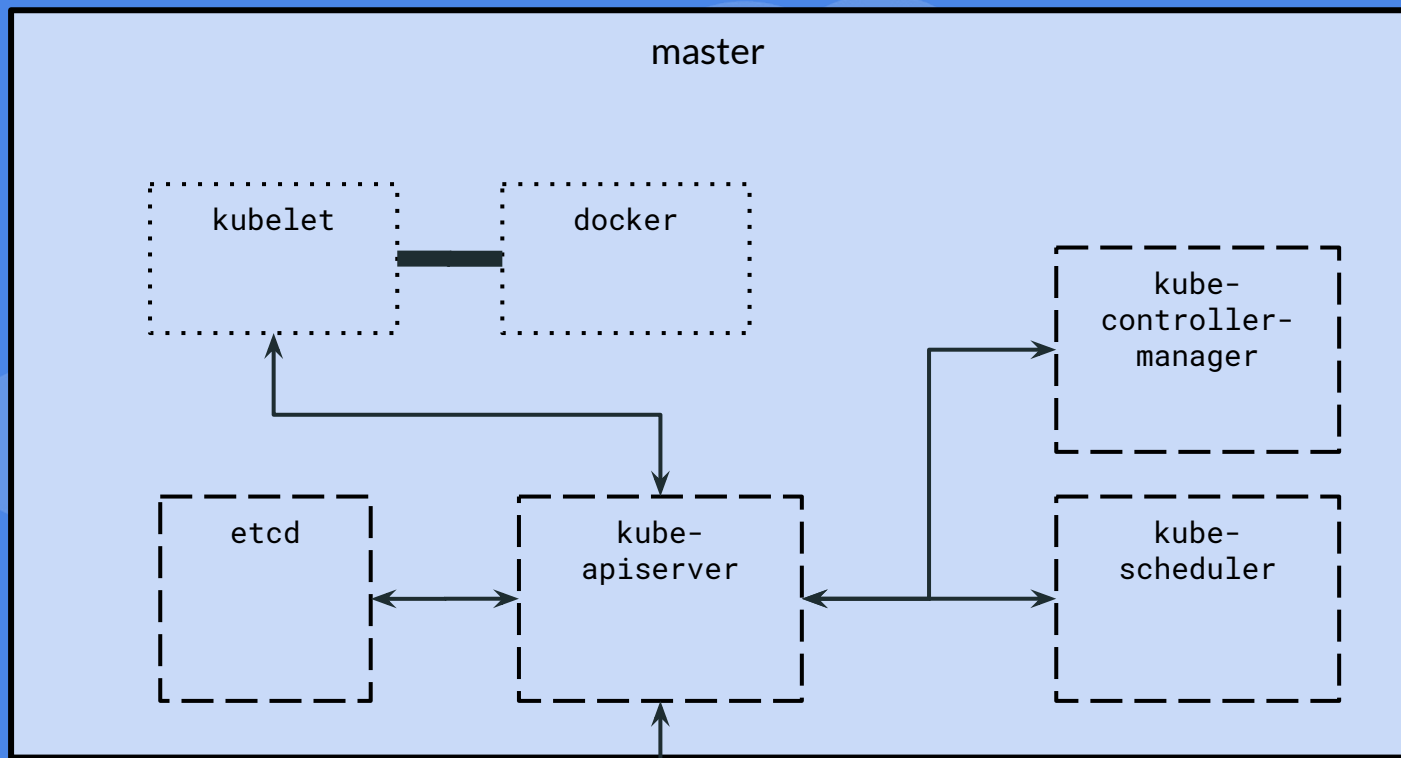 master
kubelet
docker
kube-
controller-
manager
etcd
kube-
apiserver
kube-
scheduler